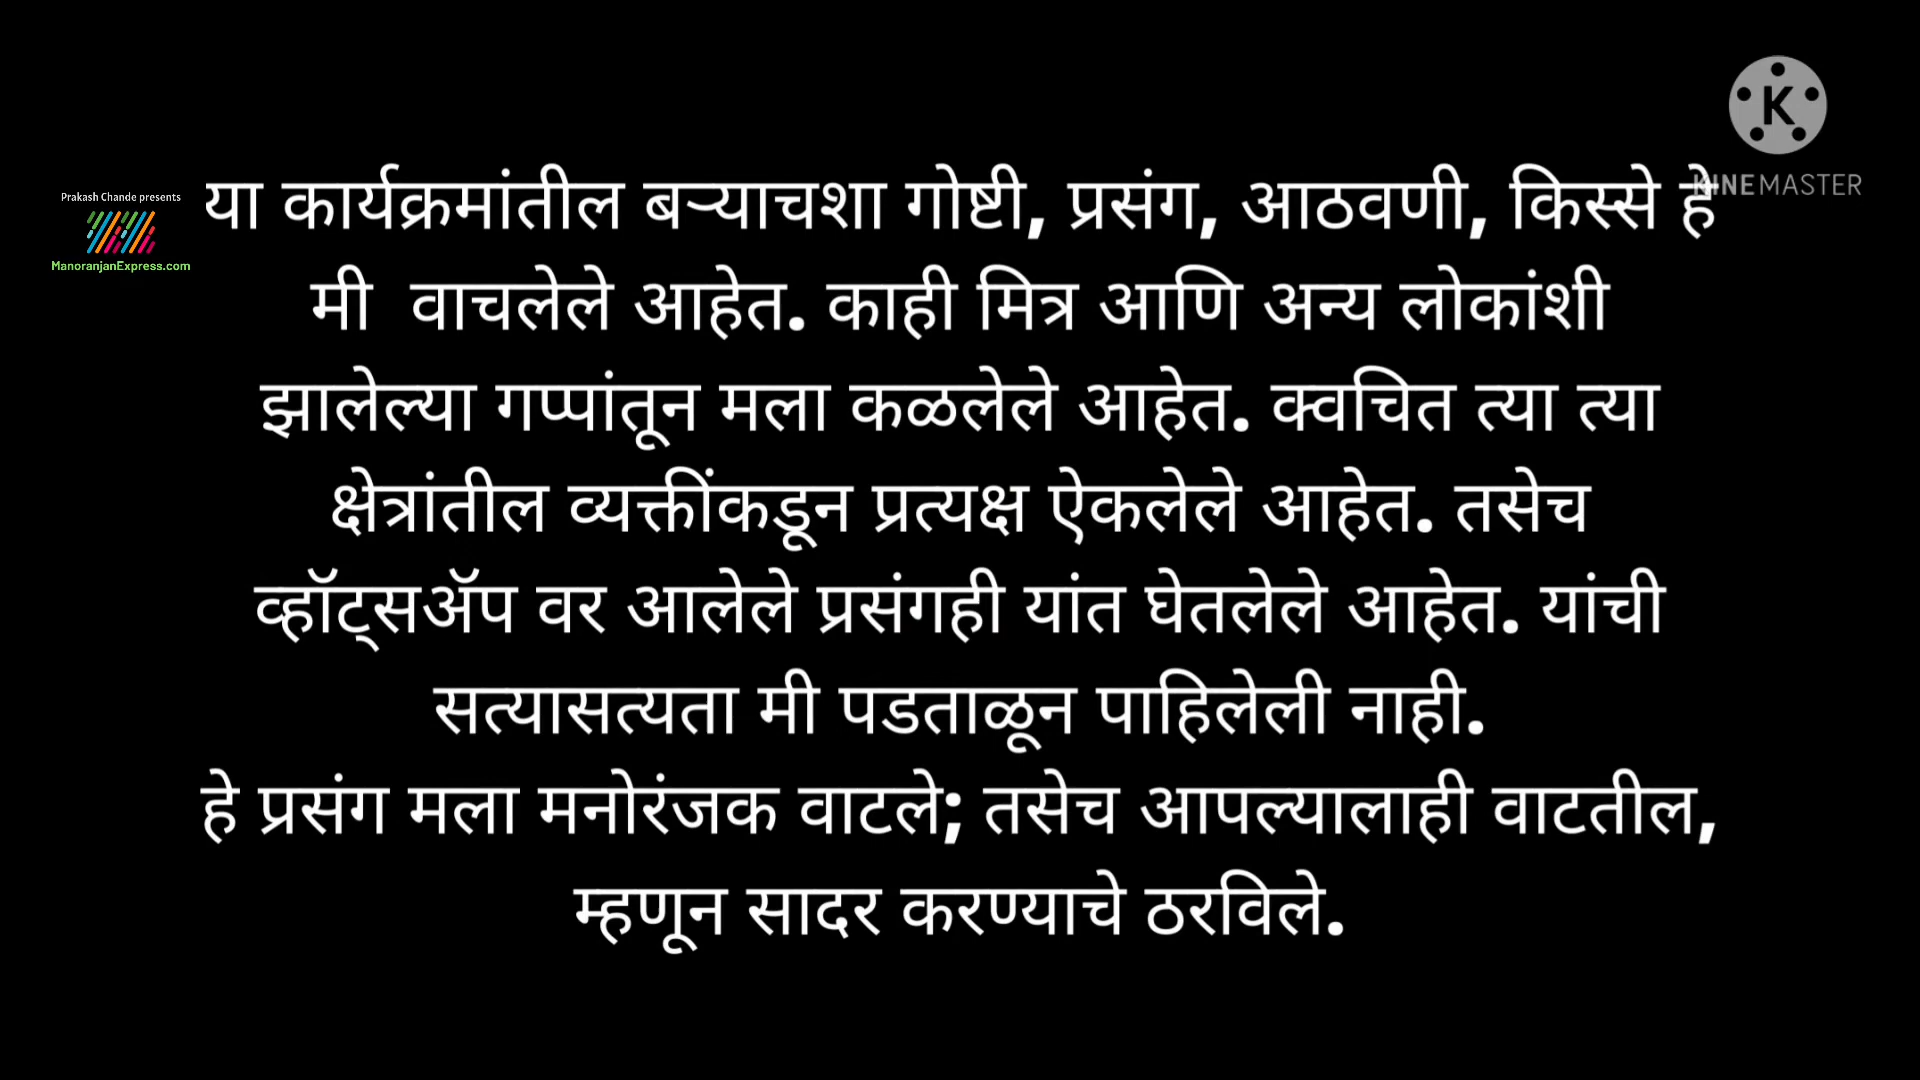 Prakash Chande presents
ManoranjanExpress.com
KINEMASTER
या कार्यक्रमांतील बऱ्याचशा गोष्टी, प्रसंग, आठवणी, किस्से हे
मी वाचलेले आहेत. काही मित्र आणि अन्य लोकांशी
झालेल्या गप्पांतून मला कळलेले आहेत. क्वचित त्या त्या
क्षेत्रांतील व्यक्तींकडून प्रत्यक्ष ऐकलेले आहेत. तसेच
व्हॉट्सॲप वर आलेले प्रसंगही यांत घेतलेले आहेत. यांची
सत्यासत्यता मी पडताळून पाहिलेली नाही.
हे प्रसंग मला मनोरंजक वाटले; तसेच आपल्यालाही वाटतील,
म्हणून सादर करण्याचे ठरविले.